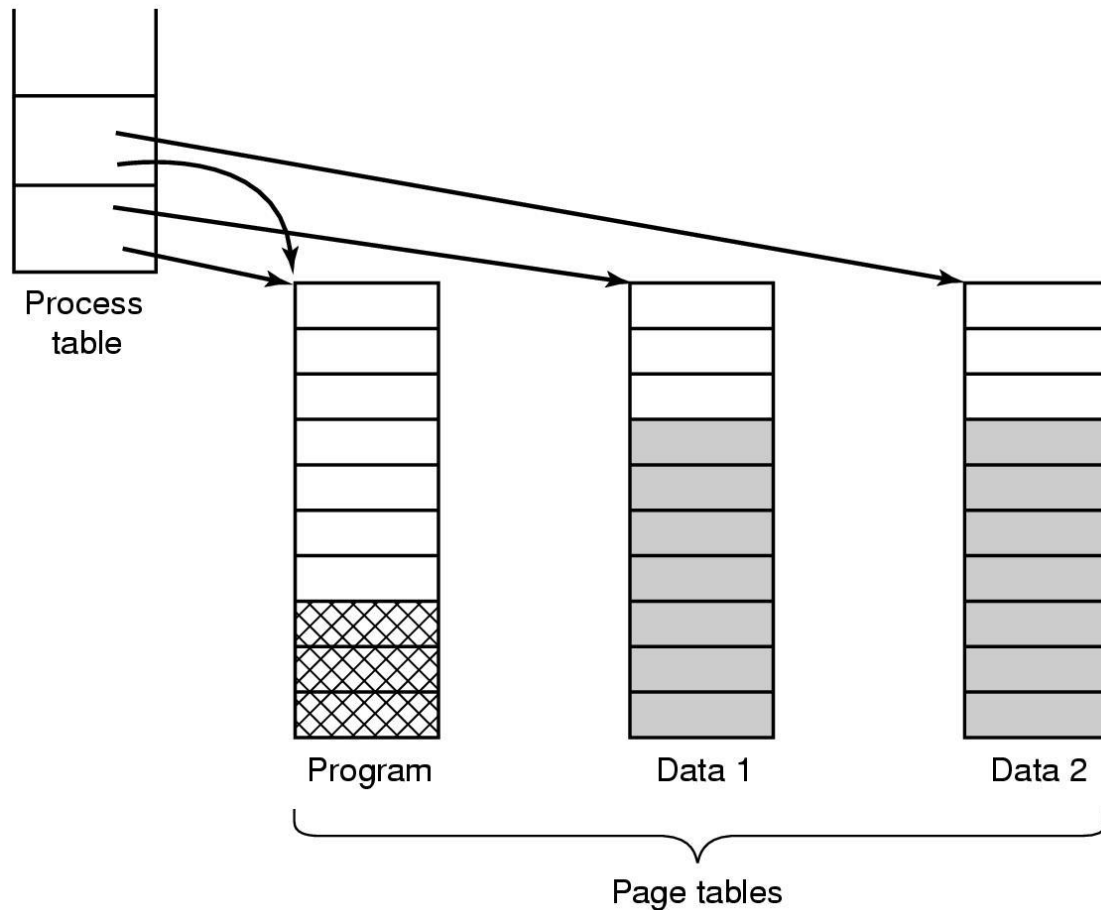 Process
table
Program
Data 1
Data 2
Page tables